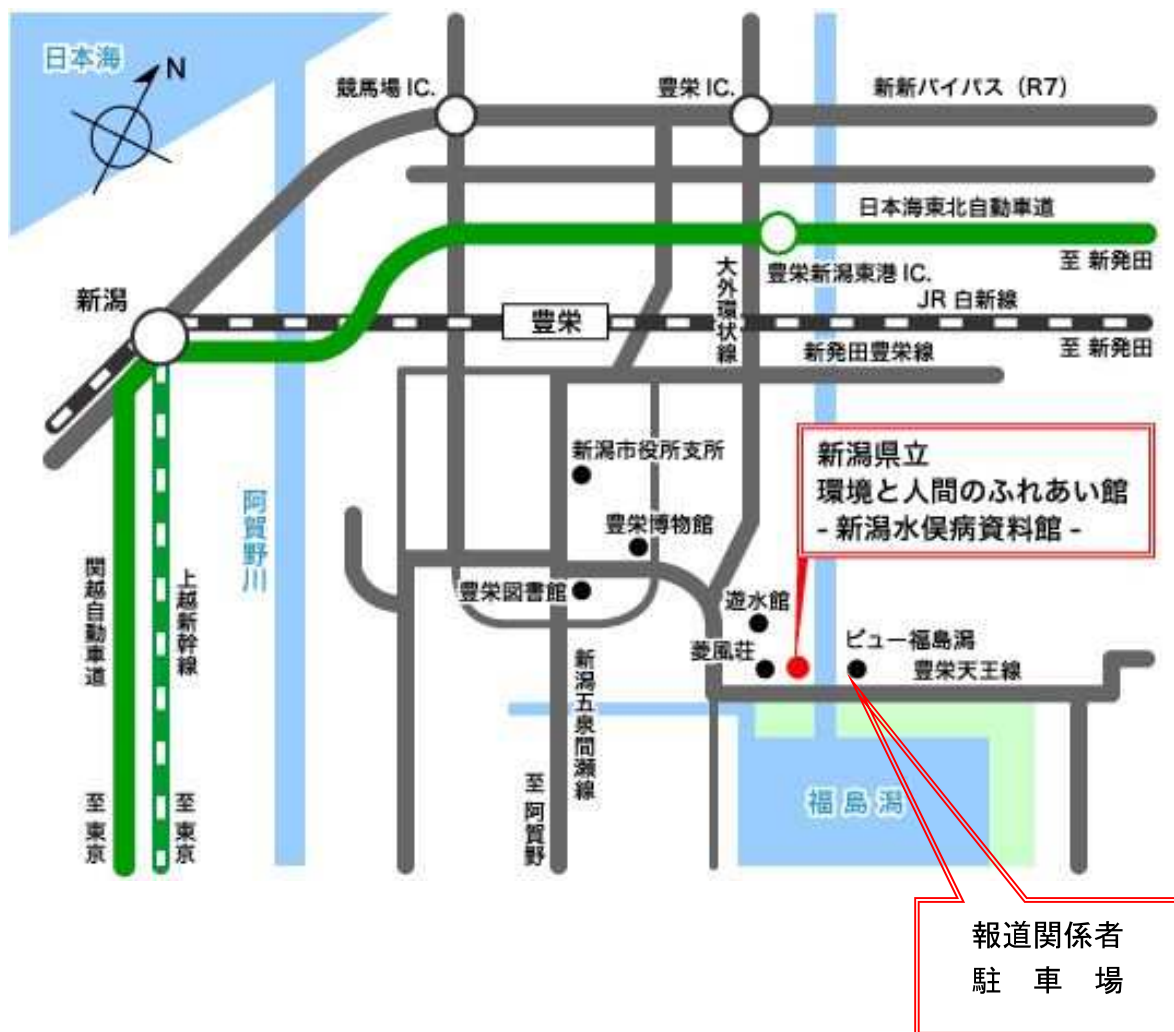 日本海
N
競馬場 IC.
豊栄 IC.
新新バイパス (R7)
日本海東北自動車道
至 新発田
豊栄新潟東港 IC.
大外環状線
新潟
豊栄
JR 白新線
新発田豊栄線
至 新発田
新潟市役所支所
新潟県立
環境と人間のふれあい館
- 新潟水俣病資料館 -
阿賀野川
豊栄博物館
関越自動車道
上越新幹線
豊栄図書館
遊水館
菱風荘
ビュー福島潟
豊栄天王線
新潟五泉間瀬線
至 阿賀野
至 東京
至 東京
福島潟
報道関係者
駐 車 場